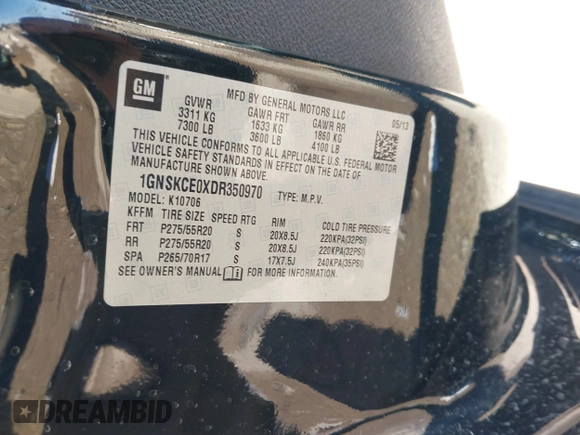 GM
MFD BY GENERAL MOTORS LLC
05/13
GVWR GAWR FRT GAWR RR
3311 KG 1633 KG 1860 KG
7300 LB 3600 LB 4100 LB
THIS VEHICLE CONFORMS TO ALL APPLICABLE U.S. FEDERAL MOTOR
VEHICLE SAFETY STANDARDS IN EFFECT ON THE DATE OF
MANUFACTURE SHOWN ABOVE.
1GNSKCE0XDR350970 TYPE: M.P.V.
MODEL: K10706
KFFM TIRE SIZE SPEED RTG RIM COLD TIRE PRESSURE
FRT P275/55R20 S 20X8.5J 220KPA(32PSI)
RR P275/55R20 S 20X8.5J 220KPA(32PSI)
SPA P265/70R17 S 17X7.5J 240KPA(35PSI)
SEE OWNER'S MANUAL FOR MORE INFORMATION.
DREAMBID